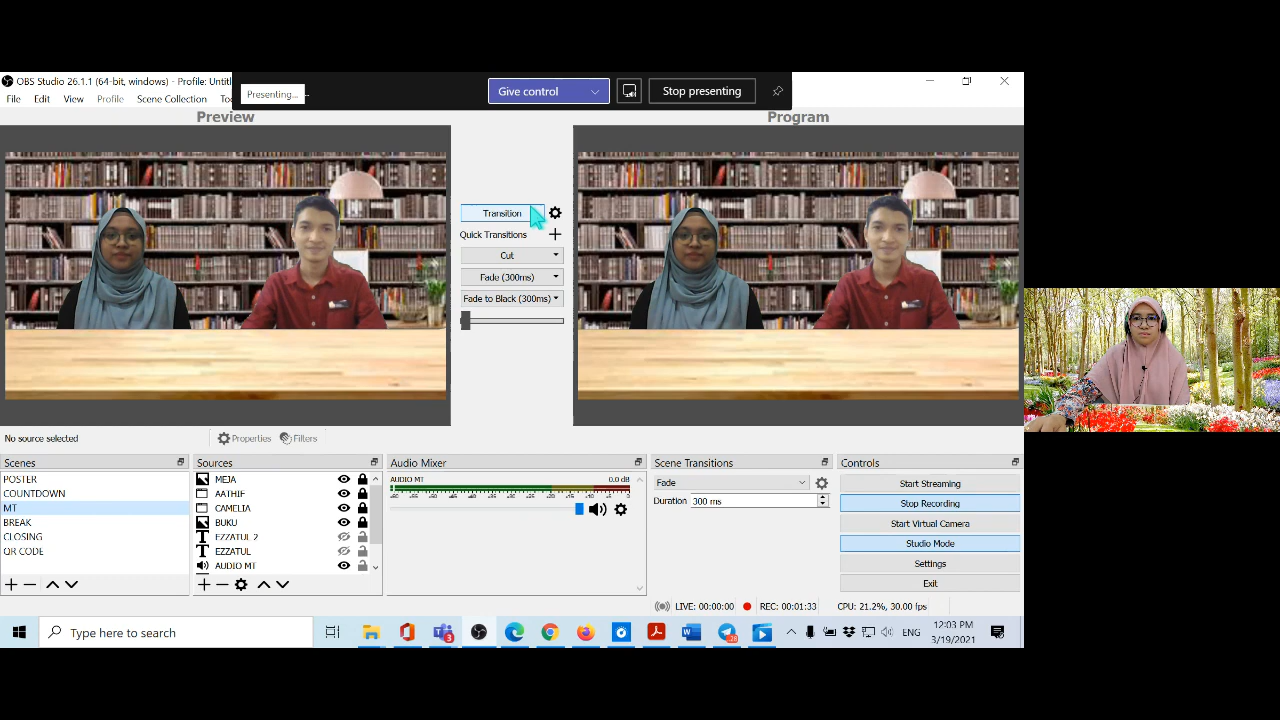 OBS Studio 26.1.1 (64-bit, windows) - Profile: Untitl
Presenting...
Give control
Stop presenting
File Edit View Profile Scene Collection To
Preview
Program
Transition
Quick Transitions
Cut
Fade (300ms)
Fade to Black (300ms)
No source selected
Properties Filters
Scenes
POSTER
COUNTDOWN
MT
BREAK
CLOSING
QR CODE
Sources
MEJA
AATHIF
CAMELIA
BUKU
EZZATUL 2
EZZATUL
AUDIO MT
Audio Mixer
AUDIO MT 0.0 dB
Scene Transitions
Fade
Duration 300 ms
Controls
Start Streaming
Stop Recording
Start Virtual Camera
Studio Mode
Settings
Exit
LIVE: 00:00:00 REC: 00:01:33 CPU: 21.2%, 30.00 fps
Type here to search
3
28
ENG
12:03 PM
3/19/2021